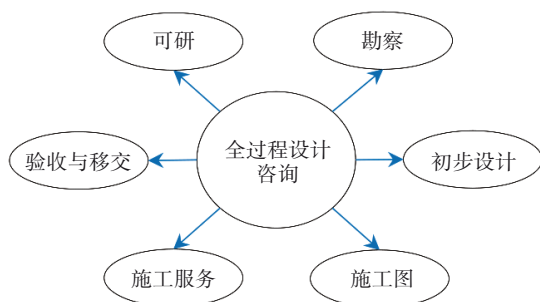 可研
勘察
全过程设计
咨询
验收与移交
初步设计
施工服务
施工图